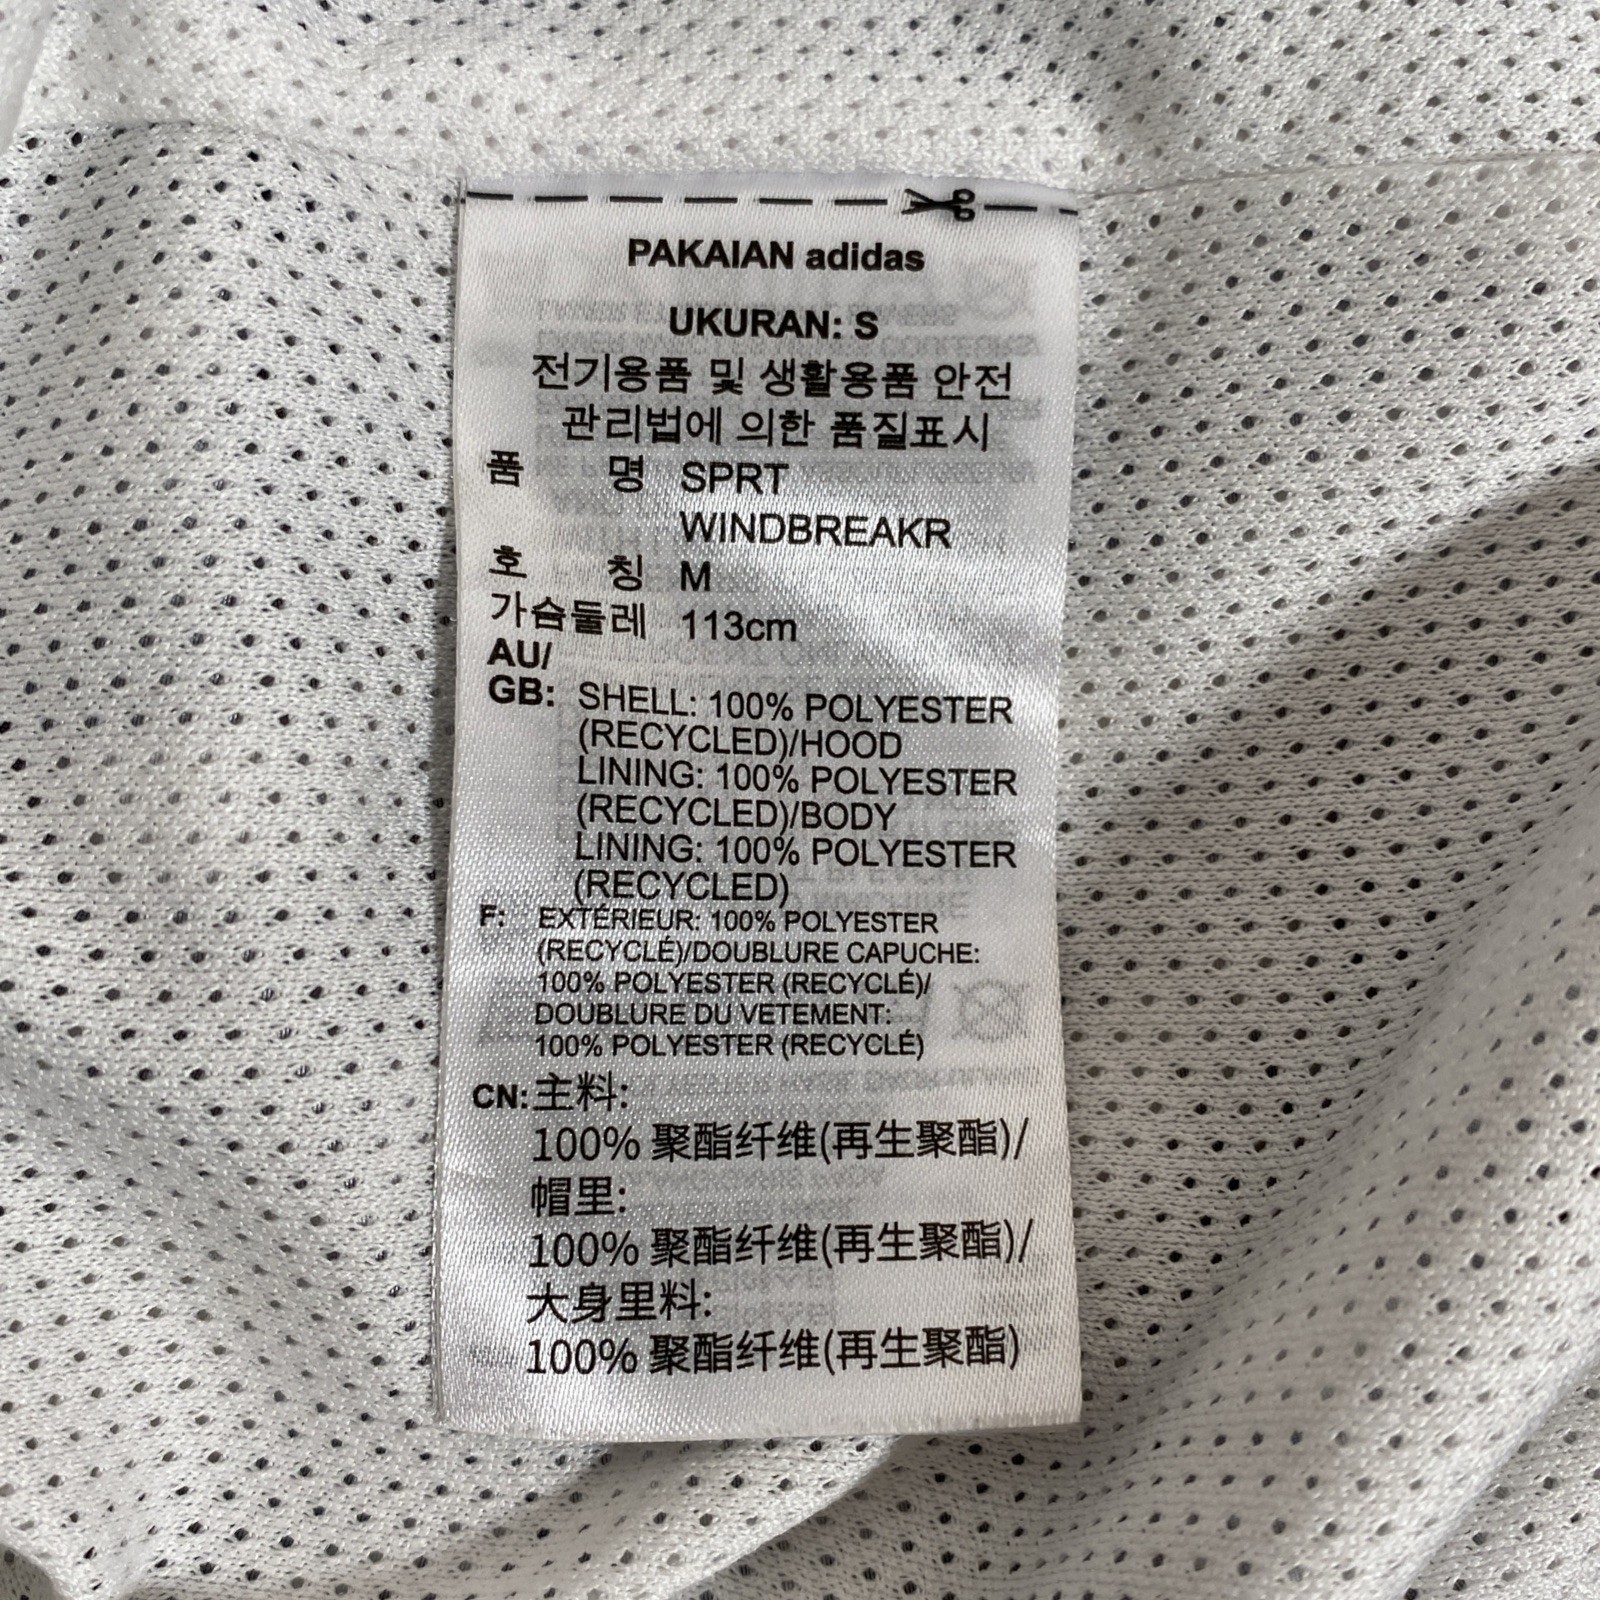 PAKAIAN adidas
UKURAN: S
전기용품 및 생활용품 안전
관리법에 의한 품질표시
품 명 SPRT
WINDBREAKR
호 칭 M
가슴둘레 113cm
AU/
GB: SHELL: 100% POLYESTER
(RECYCLED)/HOOD
LINING: 100% POLYESTER
(RECYCLED)/BODY
LINING: 100% POLYESTER
(RECYCLED)
F: EXTÉRIEUR: 100% POLYESTER
(RECYCLÉ)/DOUBLURE CAPUCHE:
100% POLYESTER (RECYCLÉ)/
DOUBLURE DU VETEMENT:
100% POLYESTER (RECYCLÉ)
CN: 主料:
100% 聚酯纤维(再生聚酯)/
帽里:
100% 聚酯纤维(再生聚酯)/
大身里料:
100% 聚酯纤维(再生聚酯)